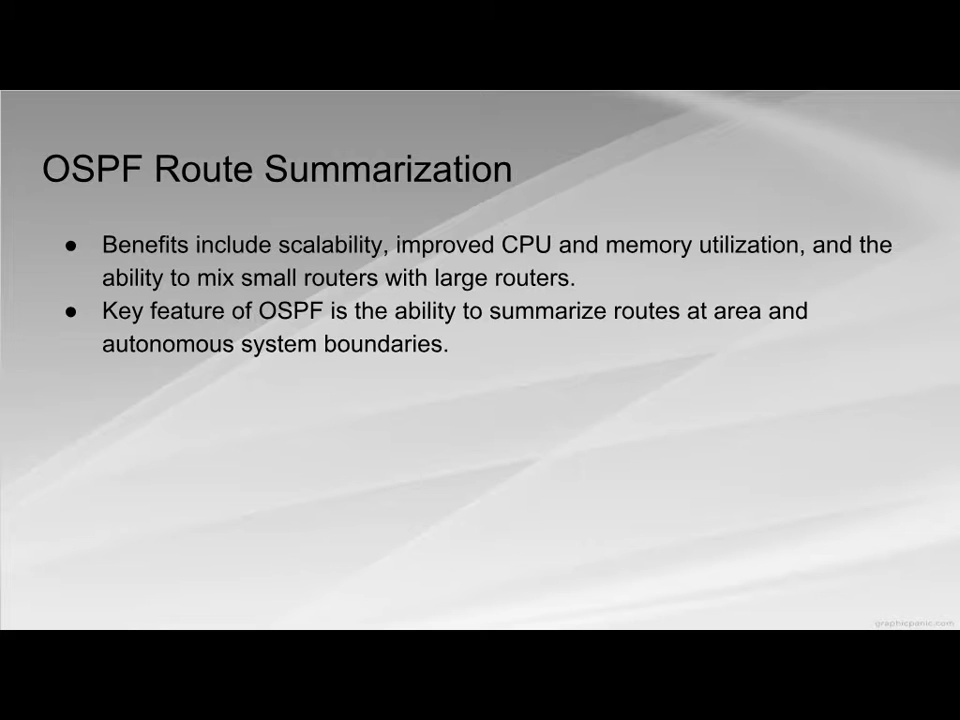 OSPF Route Summarization
● Benefits include scalability, improved CPU and memory utilization, and the
ability to mix small routers with large routers.
● Key feature of OSPF is the ability to summarize routes at area and
autonomous system boundaries.
graphicpanic.com